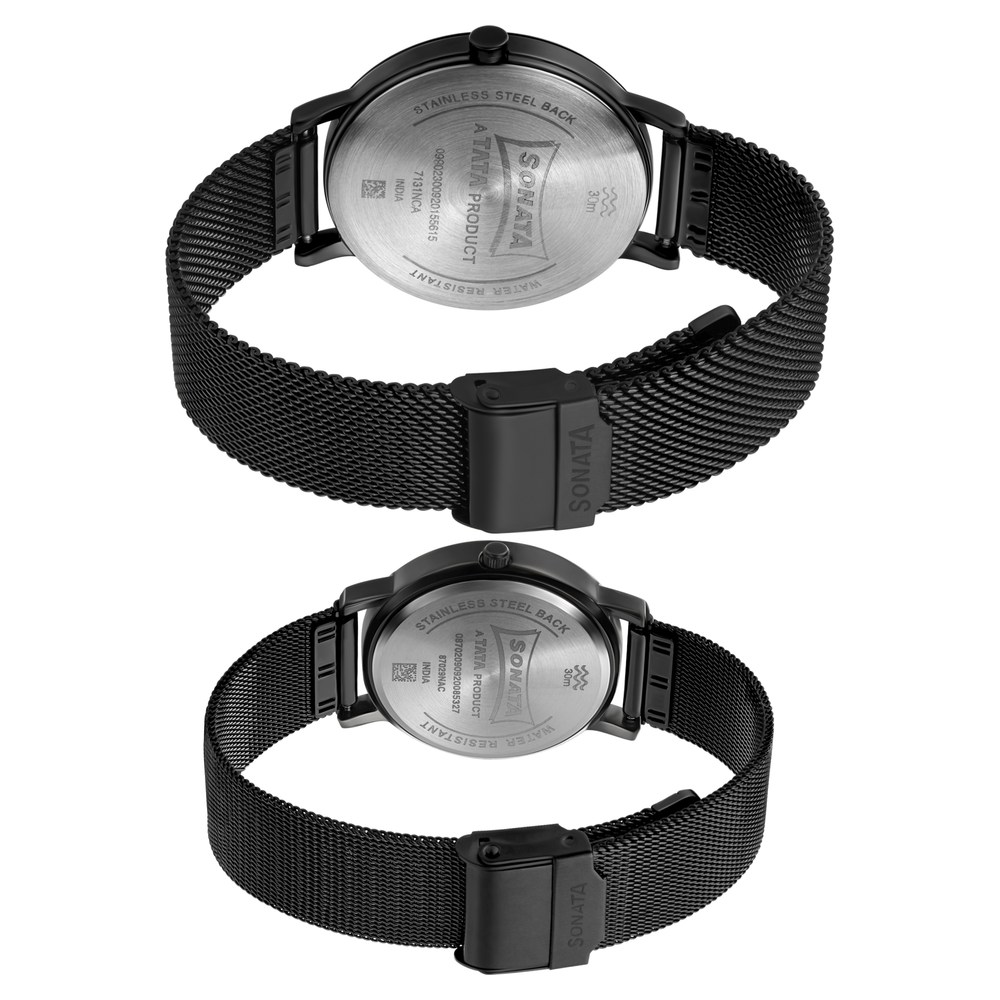 STAINLESS STEEL BACK
SONATA
A TATA PRODUCT
30m
7131NCA
INDIA
WATER RESISTANT
SONATA
STAINLESS STEEL BACK
SONATA
A TATA PRODUCT
30m
08702090920085327
87029NAC
INDIA
WATER RESISTANT
SONATA